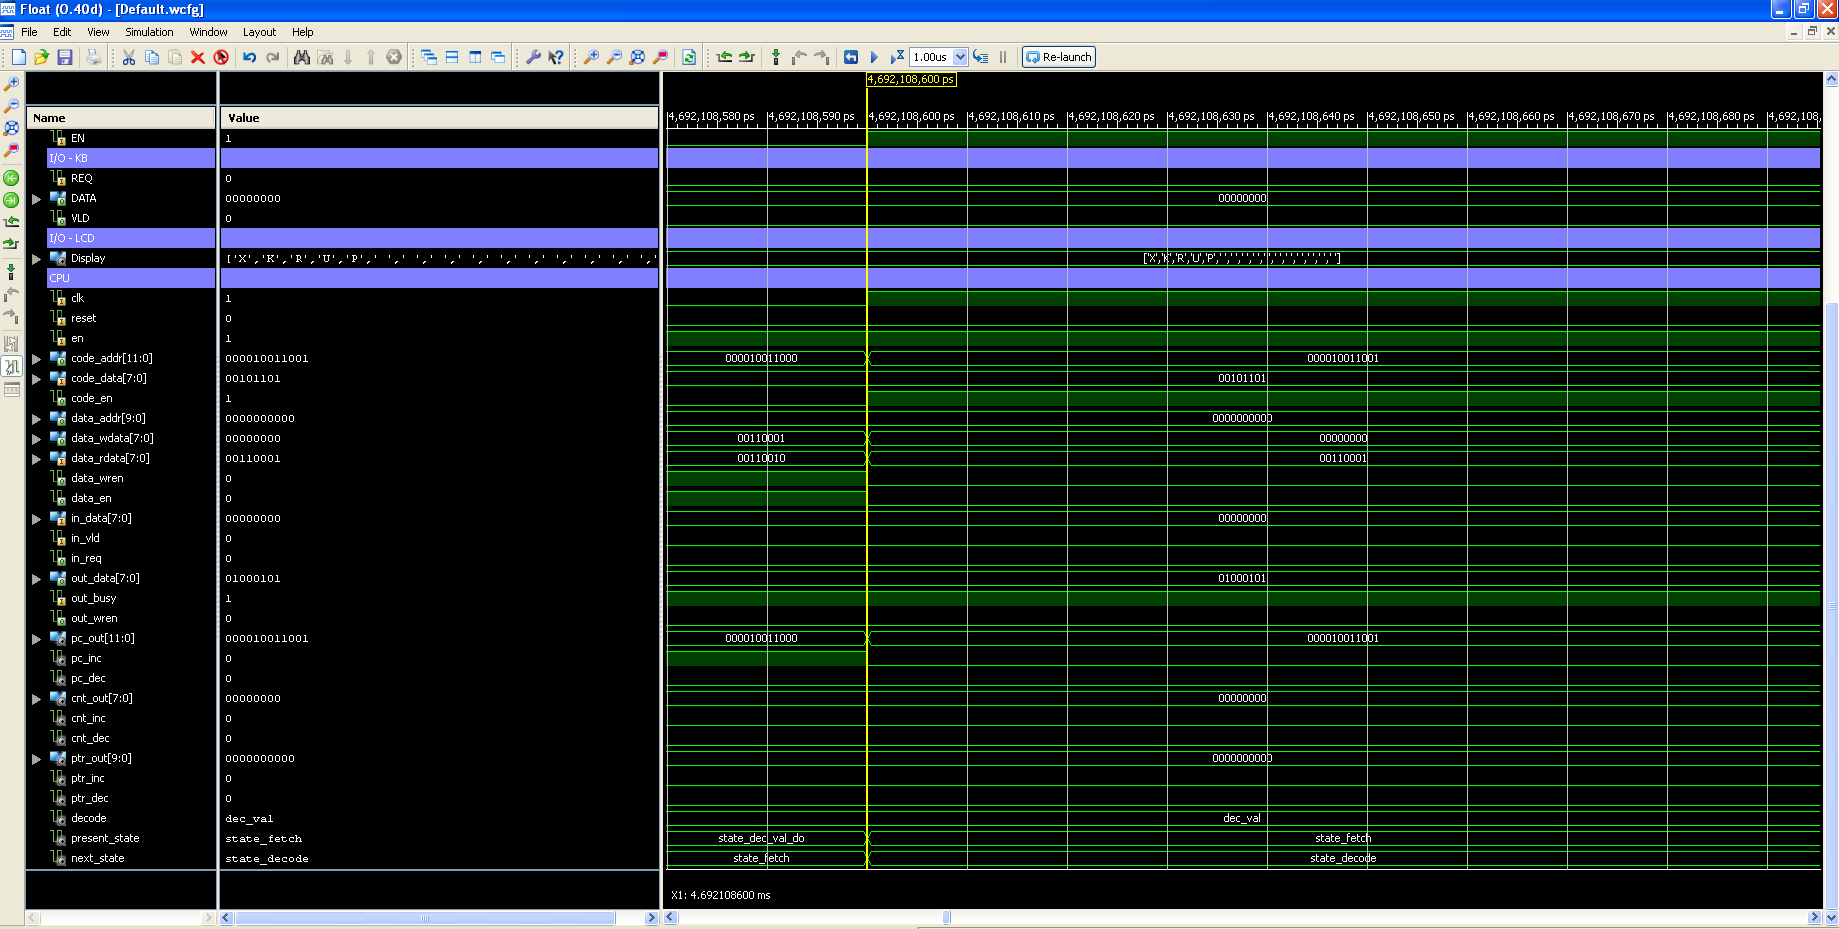 Float (0.40d) - [Default.wcfg]
File Edit View Simulation Window Layout Help
1.00us Re-launch
4,692,108,600 ps
Name Value 4,692,108,580 ps 4,692,108,590 ps 4,692,108,600 ps 4,692,108,610 ps 4,692,108,620 ps 4,692,108,630 ps 4,692,108,640 ps 4,692,108,650 ps 4,692,108,660 ps 4,692,108,670 ps 4,692,108,680 ps 4,692,108,
EN 1
I/O - KB
REQ 0
DATA 00000000 00000000
VLD 0
I/O - LCD
Display ['X','K','R','U','P',' ',' ',' ',' ',' ',' ',' ',' ',' ',' ' ['X','K','R','U','P',' ',' ',' ',' ',' ',' ',' ',' ',' ',' ',' ']
CPU
clk 1
reset 0
en 1
code_addr[11:0] 000010011001 000010011000 000010011001
code_data[7:0] 00101101 00101101
code_en 1
data_addr[9:0] 0000000000 0000000000
data_wdata[7:0] 00000000 00110001 00000000
data_rdata[7:0] 00110001 00110010 00110001
data_wren 0
data_en 0
in_data[7:0] 00000000 00000000
in_vld 0
in_req 0
out_data[7:0] 01000101 01000101
out_busy 1
out_wren 0
pc_out[11:0] 000010011001 000010011000 000010011001
pc_inc 0
pc_dec 0
cnt_out[7:0] 00000000 00000000
cnt_inc 0
cnt_dec 0
ptr_out[9:0] 0000000000 0000000000
ptr_inc 0
ptr_dec 0
decode dec_val dec_val
present_state state_fetch state_dec_val_do state_fetch
next_state state_decode state_fetch state_decode
X1: 4.692108600 ms